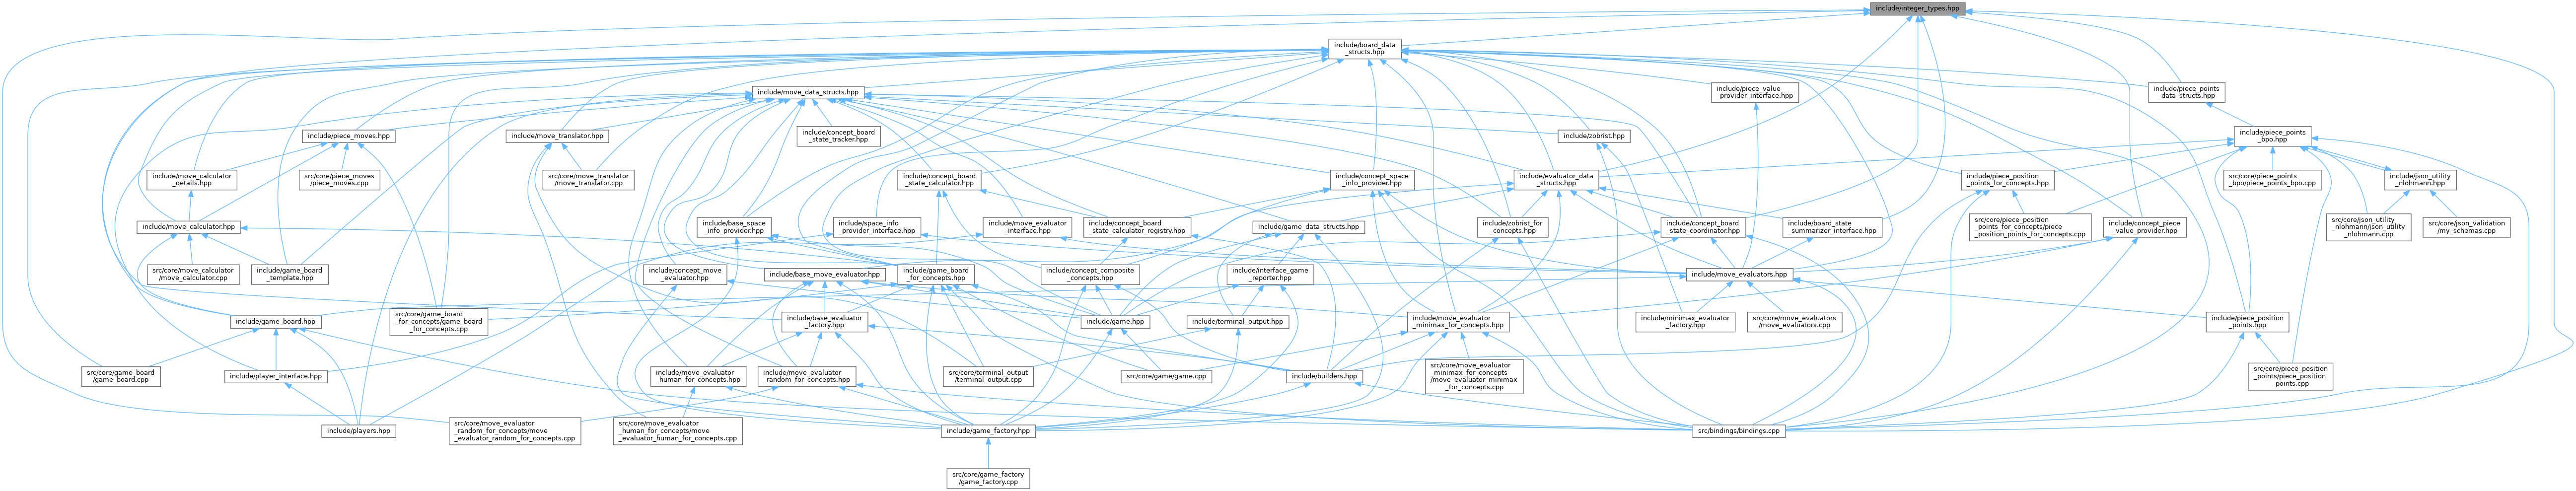 include/integer_types.hpp
include/board_data
_structs.hpp
include/move_data_structs.hpp
include/piece_value
_provider_interface.hpp
include/piece_points
_data_structs.hpp
include/piece_moves.hpp
include/move_translator.hpp
include/concept_board
_state_tracker.hpp
include/zobrist.hpp
include/piece_points
_bpo.hpp
include/move_calculator
_details.hpp
src/core/piece_moves
/piece_moves.cpp
src/core/move_translator
/move_translator.cpp
include/concept_board
_state_calculator.hpp
include/concept_space
_info_provider.hpp
include/evaluator_data
_structs.hpp
include/piece_position
_points_for_concepts.hpp
src/core/piece_points
_bpo/piece_points_bpo.cpp
include/json_utility
_nlohmann.hpp
include/move_calculator.hpp
include/base_space
_info_provider.hpp
include/space_info
_provider_interface.hpp
include/move_evaluator
_interface.hpp
include/concept_board
_state_calculator_registry.hpp
include/game_data_structs.hpp
include/zobrist_for
_concepts.hpp
include/concept_board
_state_coordinator.hpp
include/board_state
_summarizer_interface.hpp
src/core/piece_position
_points_for_concepts/piece
_position_points_for_concepts.cpp
include/concept_piece
_value_provider.hpp
src/core/json_utility
_nlohmann/json_utility
_nlohmann.cpp
src/core/json_validation
/my_schemas.cpp
src/core/move_calculator
/move_calculator.cpp
include/game_board
_template.hpp
include/concept_move
_evaluator.hpp
include/base_move_evaluator.hpp
include/game_board
_for_concepts.hpp
include/concept_composite
_concepts.hpp
include/interface_game
_reporter.hpp
include/move_evaluators.hpp
include/game_board.hpp
src/core/game_board
_for_concepts/game_board
_for_concepts.cpp
include/base_evaluator
_factory.hpp
include/game.hpp
include/terminal_output.hpp
include/move_evaluator
_minimax_for_concepts.hpp
include/minimax_evaluator
_factory.hpp
src/core/move_evaluators
/move_evaluators.cpp
include/piece_position
_points.hpp
src/core/game_board
/game_board.cpp
include/player_interface.hpp
include/move_evaluator
_human_for_concepts.hpp
include/move_evaluator
_random_for_concepts.hpp
src/core/terminal_output
/terminal_output.cpp
src/core/game/game.cpp
include/builders.hpp
src/core/move_evaluator
_minimax_for_concepts
/move_evaluator_minimax
_for_concepts.cpp
src/core/piece_position
_points/piece_position
_points.cpp
include/players.hpp
src/core/move_evaluator
_random_for_concepts/move
_evaluator_random_for_concepts.cpp
src/core/move_evaluator
_human_for_concepts/move
_evaluator_human_for_concepts.cpp
include/game_factory.hpp
src/bindings/bindings.cpp
src/core/game_factory
/game_factory.cpp